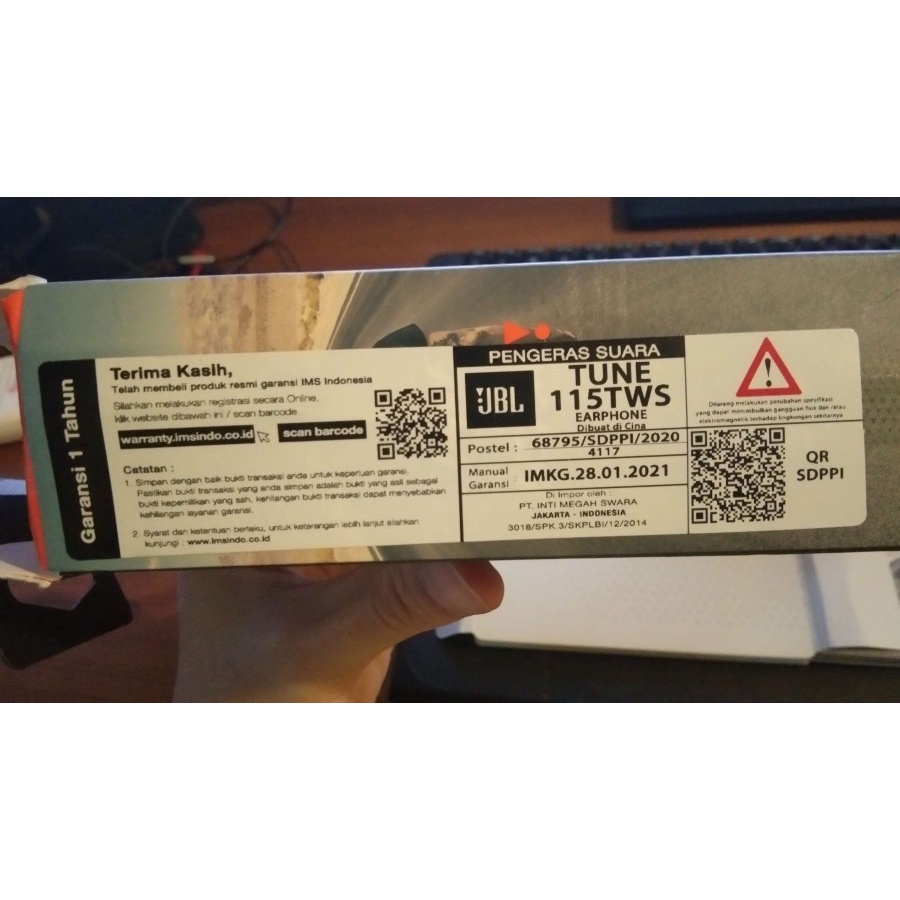 Garansi 1 Tahun
Terima Kasih,
Telah membeli produk resmi garansi IMS Indonesia
Silahkan melakukan registrasi secara Online,
klik website dibawah ini / scan barcode.
warranty.imsindo.co.id
scan barcode
Catatan :
1. Simpan dengan baik bukti transaksi anda untuk keperluan garansi.
Pastikan bukti transaksi yang anda simpan adalah bukti yang asli sebagai
bukti kepemilikan yang sah, kehilangan bukti transaksi dapat menyebabkan
kehilangan layanan garansi.
2. Syarat dan ketentuan berlaku, untuk keterangan lebih lanjut silahkan
kunjungi : www.imsindo.co.id
PENGERAS SUARA
JBL
TUNE
115TWS
EARPHONE
Dibuat di Cina
Postel : 68795/SDPPI/2020
4117
Manual
Garansi : IMKG.28.01.2021
Di Impor oleh :
PT. INTI MEGAH SWARA
JAKARTA - INDONESIA
3018/SPK.3/SKPLBI/12/2014
Dilarang melakukan perubahan spesifikasi
yang dapat menimbulkan gangguan fisik dan/atau
elektromagnetik terhadap lingkungan sekitarnya
QR
SDPPI